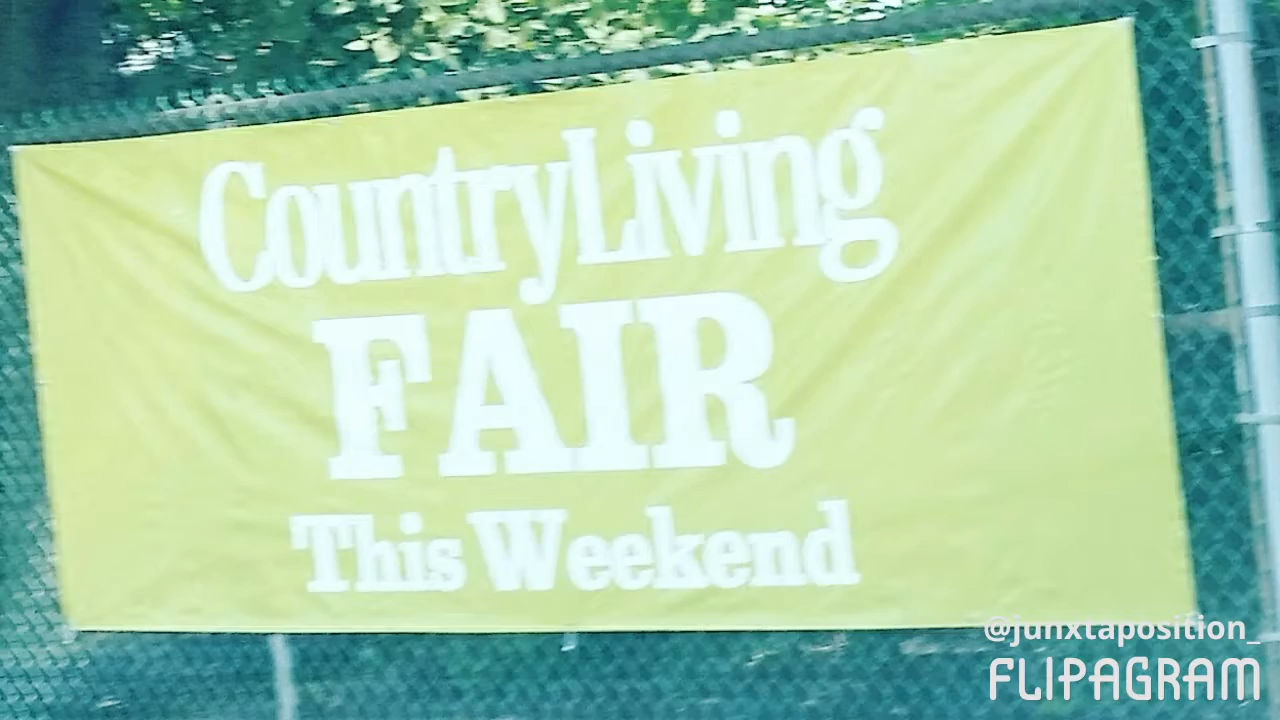 CountryLiving
FAIR
This Weekend
@junxtaposition_
FLIPAGRAM